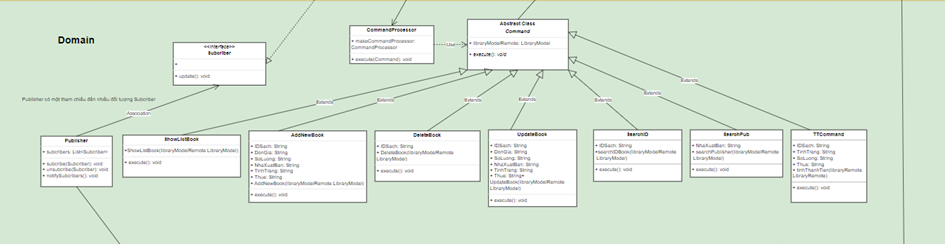 Domain
<<Interface>>
Subcriber
+
+ update(): void
CommandProcessor
+ makeCommandProcessor:
CommandProcessor
+ execute(Command): void
Use
Abstract Class
Command
+ libraryModelRemote: LibraryModel
+ execute(): void
Publisher có một tham chiếu đến nhiều đối tượng Subcriber
Association
Extends
Extends
Extends
Extends
Extends
Extends
Extends
Publisher
+ subcribers: List<Subcriber>
+ subcribe(Subcriber): void
+ unsubcribe(Subcriber): void
+ notifySubcribers(): void
ShowListBook
+ShowListBook(libraryModelRemote LibraryModel)
+ execute(): void
AddNewBook
+ IDSach: String
+ DonGia: String
+ SoLuong: String
+ NhaXuatBan: String
+ TinhTrang: String
+ Thue: String
+ AddNewBook(libraryModelRemote LibraryModel)
+ execute(): void
DeleteBook
+ IDSach: String
+ DeleteBook(libraryModelRemote
LibraryModel)
+ execute(): void
UpdateBook
+ IDSach: String
+ DonGia: String
+ SoLuong: String
+ NhaXuatBan: String
+ TinhTrang: String
+ Thue: String+
UpdateBook(libraryModelRemote
LibraryModel)
+ execute(): void
SearchID
+ IDSach: String
+searchIDBook(libraryModelRemote
LibraryModel)
+ execute(): void
SearchPub
+ NhaXuatBan: String
+ searchPublisher(libraryModelRemote
LibraryModel)
+ execute(): void
TTCommand
+ IDSach: String
+ TinhTrang: String
+ SoLuong: String
+ Thue: String
+ tinhThanhTien(libraryModelRemote
LibraryRemote)
+ execute(): void